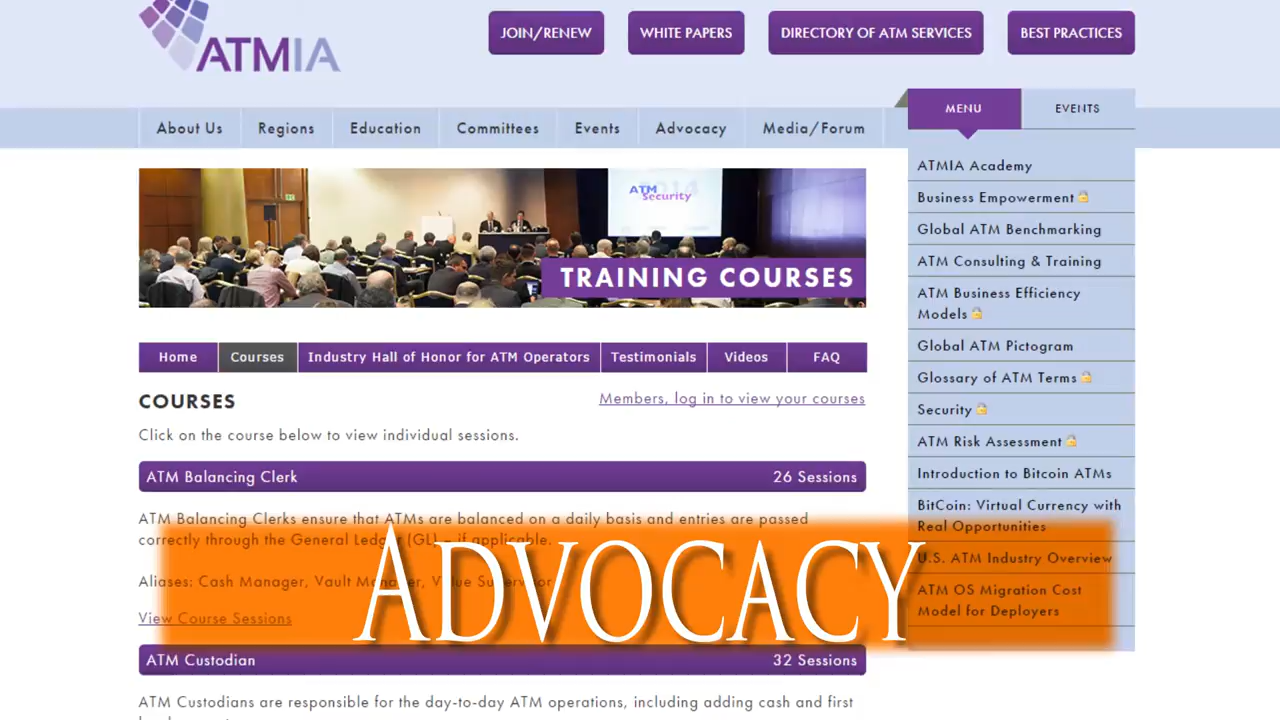 ATMIA
JOIN/RENEW
WHITE PAPERS
DIRECTORY OF ATM SERVICES
BEST PRACTICES
About Us
Regions
Education
Committees
Events
Advocacy
Media/Forum
MENU
EVENTS
ATM
Security
TRAINING COURSES
Home
Courses
Industry Hall of Honor for ATM Operators
Testimonials
Videos
FAQ
COURSES
Members, log in to view your courses
Click on the course below to view individual sessions.
ATM Balancing Clerk
26 Sessions
ATM Balancing Clerks ensure that ATMs are balanced on a daily basis and entries are passed
correctly through the General Ledger (GL) – if applicable.
Aliases: Cash Manager, Vault Manager, Value Supervisor
View Course Sessions
ATM Custodian
32 Sessions
ATM Custodians are responsible for the day-to-day ATM operations, including adding cash and first
ATMIA Academy
Business Empowerment
Global ATM Benchmarking
ATM Consulting & Training
ATM Business Efficiency
Models
Global ATM Pictogram
Glossary of ATM Terms
Security
ATM Risk Assessment
Introduction to Bitcoin ATMs
BitCoin: Virtual Currency with
Real Opportunities
U.S. ATM Industry Overview
ATM OS Migration Cost
Model for Deployers
ADVOCACY